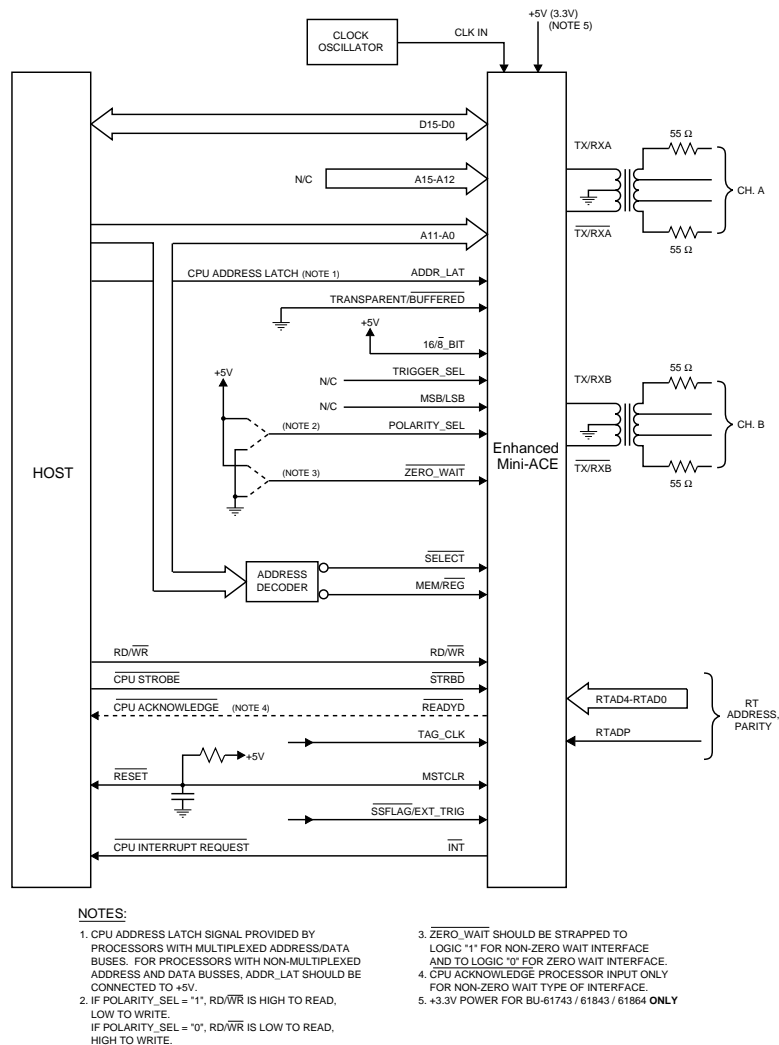 +5V (3.3V)
(NOTE 5)
CLOCK
OSCILLATOR
CLK IN
D15-D0
N/C
A15-A12
A11-A0
CPU ADDRESS LATCH (NOTE 1)
ADDR_LAT
TRANSPARENT/BUFFERED
+5V
16/8_BIT
N/C
TRIGGER_SEL
N/C
MSB/LSB
+5V
(NOTE 2)
POLARITY_SEL
(NOTE 3)
ZERO_WAIT
HOST
Enhanced
Mini-ACE
ADDRESS
DECODER
SELECT
MEM/REG
RD/WR
RD/WR
CPU STROBE
STRBD
CPU ACKNOWLEDGE (NOTE 4)
READYD
TAG_CLK
+5V
RESET
MSTCLR
SSFLAG/EXT_TRIG
CPU INTERRUPT REQUEST
INT
TX/RXA
55 Ω
CH. A
TX/RXA
55 Ω
TX/RXB
55 Ω
CH. B
TX/RXB
55 Ω
RTAD4-RTAD0
RTADP
RT
ADDRESS,
PARITY
NOTES:
1. CPU ADDRESS LATCH SIGNAL PROVIDED BY
PROCESSORS WITH MULTIPLEXED ADDRESS/DATA
BUSES. FOR PROCESSORS WITH NON-MULTIPLEXED
ADDRESS AND DATA BUSSES, ADDR_LAT SHOULD BE
CONNECTED TO +5V.
2. IF POLARITY_SEL = "1", RD/WR IS HIGH TO READ,
LOW TO WRITE.
IF POLARITY_SEL = "0", RD/WR IS LOW TO READ,
HIGH TO WRITE.
3. ZERO_WAIT SHOULD BE STRAPPED TO
LOGIC "1" FOR NON-ZERO WAIT INTERFACE
AND TO LOGIC "0" FOR ZERO WAIT INTERFACE.
4. CPU ACKNOWLEDGE PROCESSOR INPUT ONLY
FOR NON-ZERO WAIT TYPE OF INTERFACE.
5. +3.3V POWER FOR BU-61743 / 61843 / 61864 ONLY